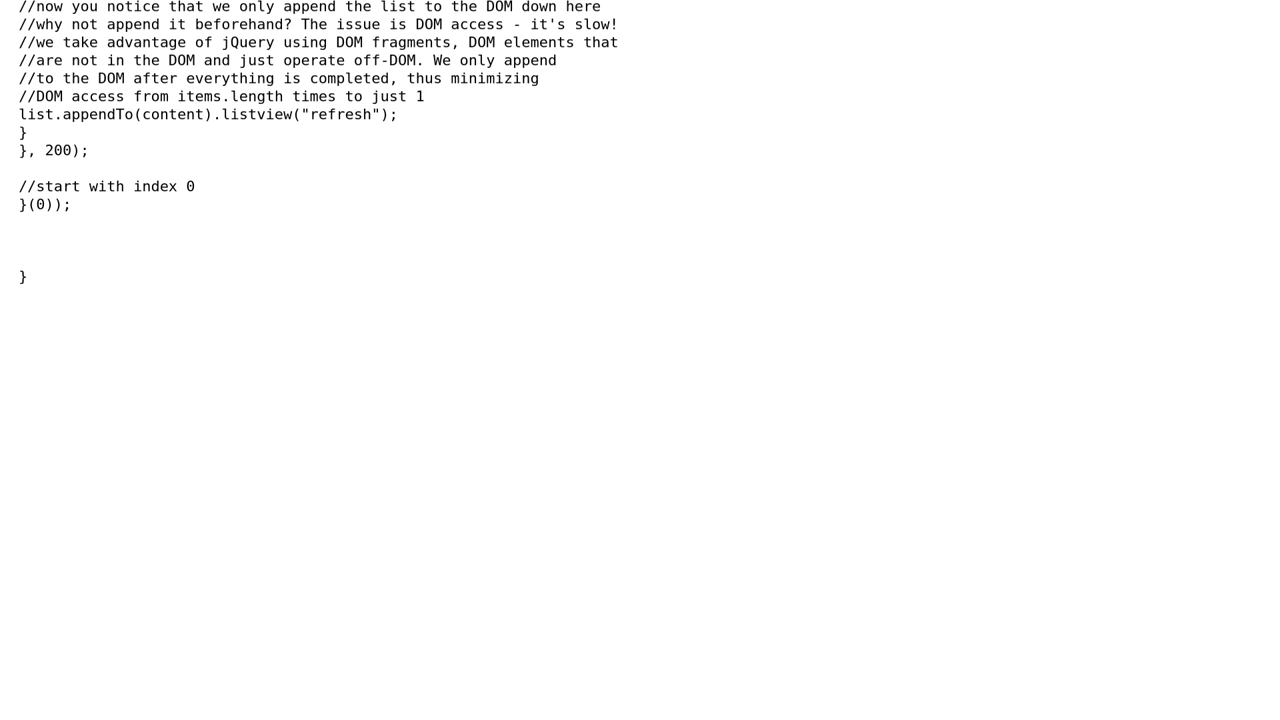 //now you notice that we only append the list to the DOM down here
//why not append it beforehand? The issue is DOM access - it's slow!
//we take advantage of jQuery using DOM fragments, DOM elements that
//are not in the DOM and just operate off-DOM. We only append
//to the DOM after everything is completed, thus minimizing
//DOM access from items.length times to just 1
list.appendTo(content).listview("refresh");
}
}, 200);
//start with index 0
}(0));
}